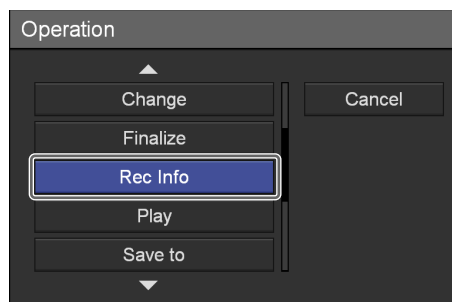 Operation
Change
Cancel
Finalize
Rec Info
Play
Save to